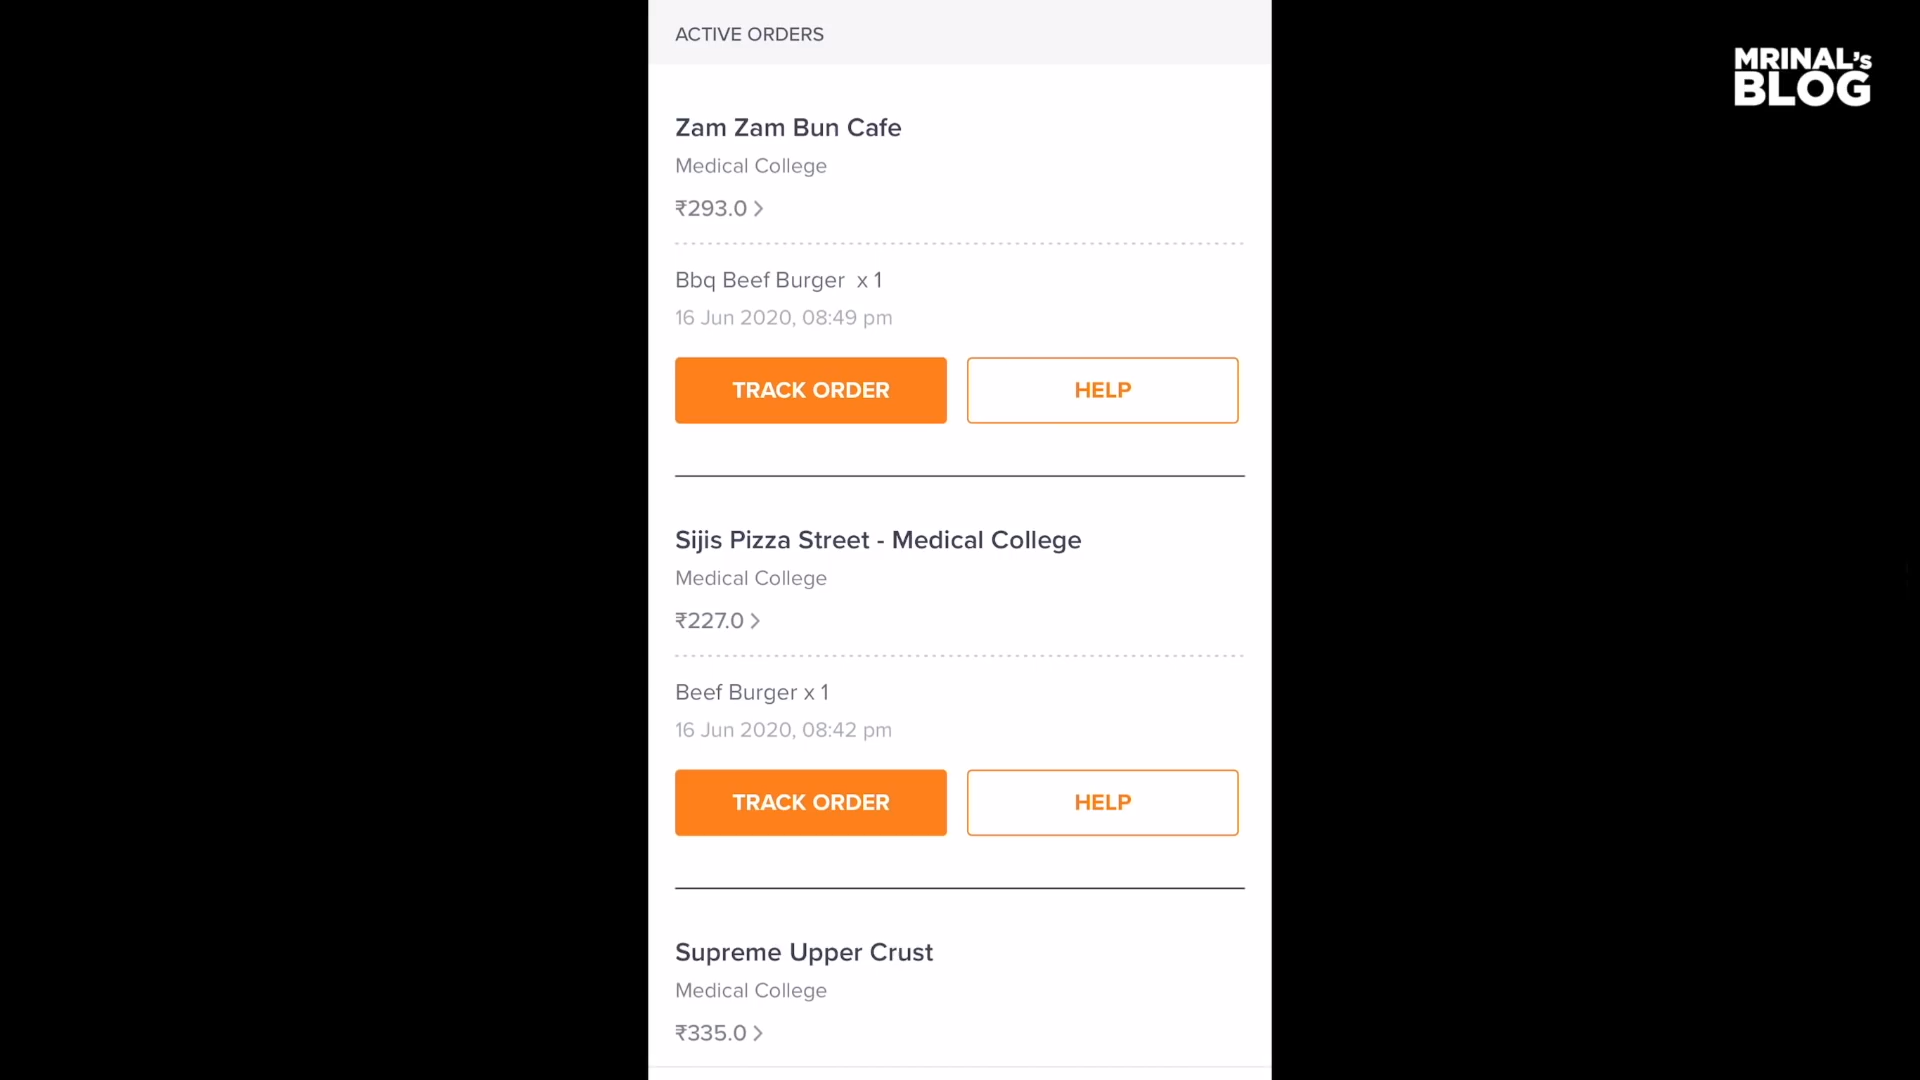 ACTIVE ORDERS
MRINAL's
BLOG
Zam Zam Bun Cafe
Medical College
₹293.0 >
Bbq Beef Burger x 1
16 Jun 2020, 08:49 pm
TRACK ORDER
HELP
Sijis Pizza Street - Medical College
Medical College
₹227.0 >
Beef Burger x 1
16 Jun 2020, 08:42 pm
TRACK ORDER
HELP
Supreme Upper Crust
Medical College
₹335.0 >